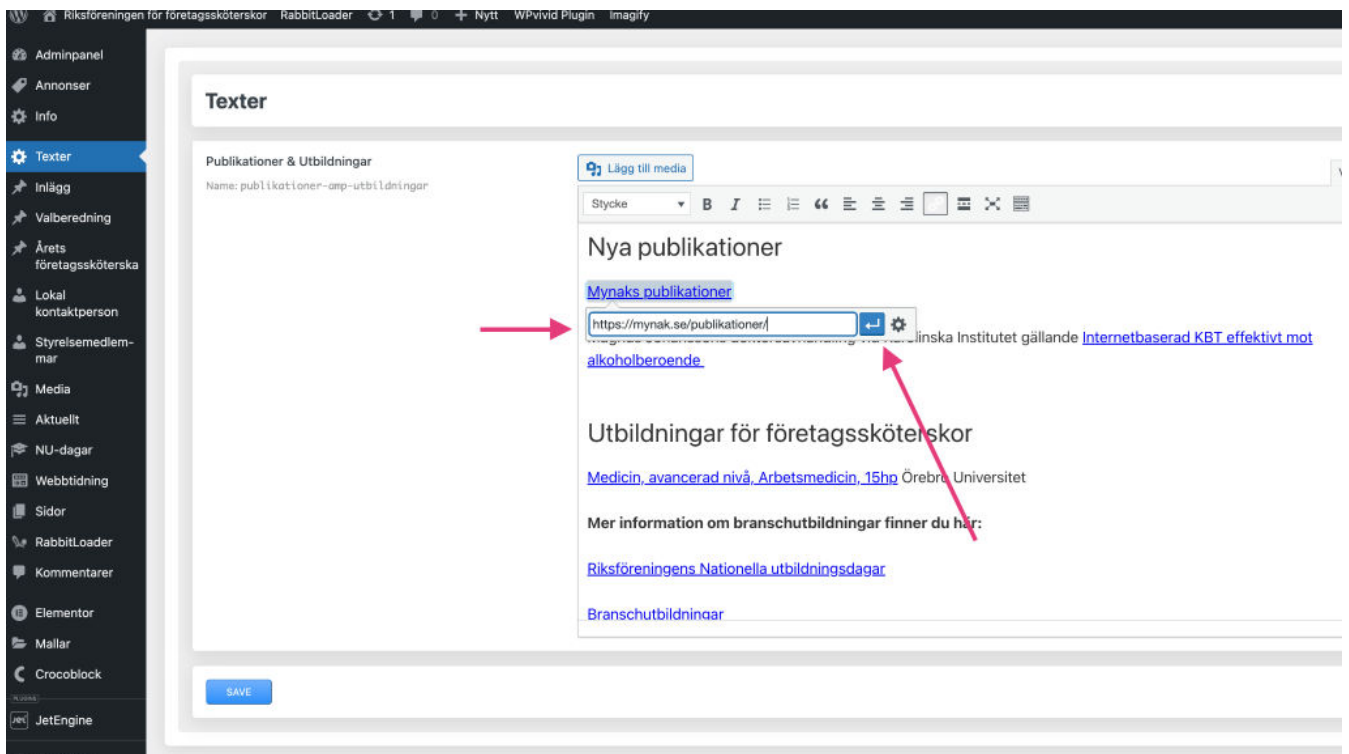 Riksföreningen för företagssköterskor RabbitLoader 1 0 + Nytt WPvivid Plugin Imagify
Adminpanel
Annonser
Info
Texter
Inlägg
Valberedning
Årets
företagssköterska
Lokal
kontaktperson
Styrelsemedlem-
mar
Media
Aktuellt
NU-dagar
Webbtidning
Sidor
RabbitLoader
Kommentarer
Elementor
Mallar
Crocoblock
JetEngine
Texter
Publikationer & Utbildningar
Name: publikationer-amp-utbildningar
Lägg till media
Stycke B I
Nya publikationer
Mynaks publikationer
https://mynak.se/publikationer/
Institutet gällande Internetbaserad KBT effektivt mot
alkoholberoende
Utbildningar för företagssköterskor
Medicin, avancerad nivå, Arbetsmedicin, 15hp Örebro Universitet
Mer information om branschutbildningar finner du här:
Riksföreningens Nationella utbildningsdagar
Branschutbildningar
SAVE